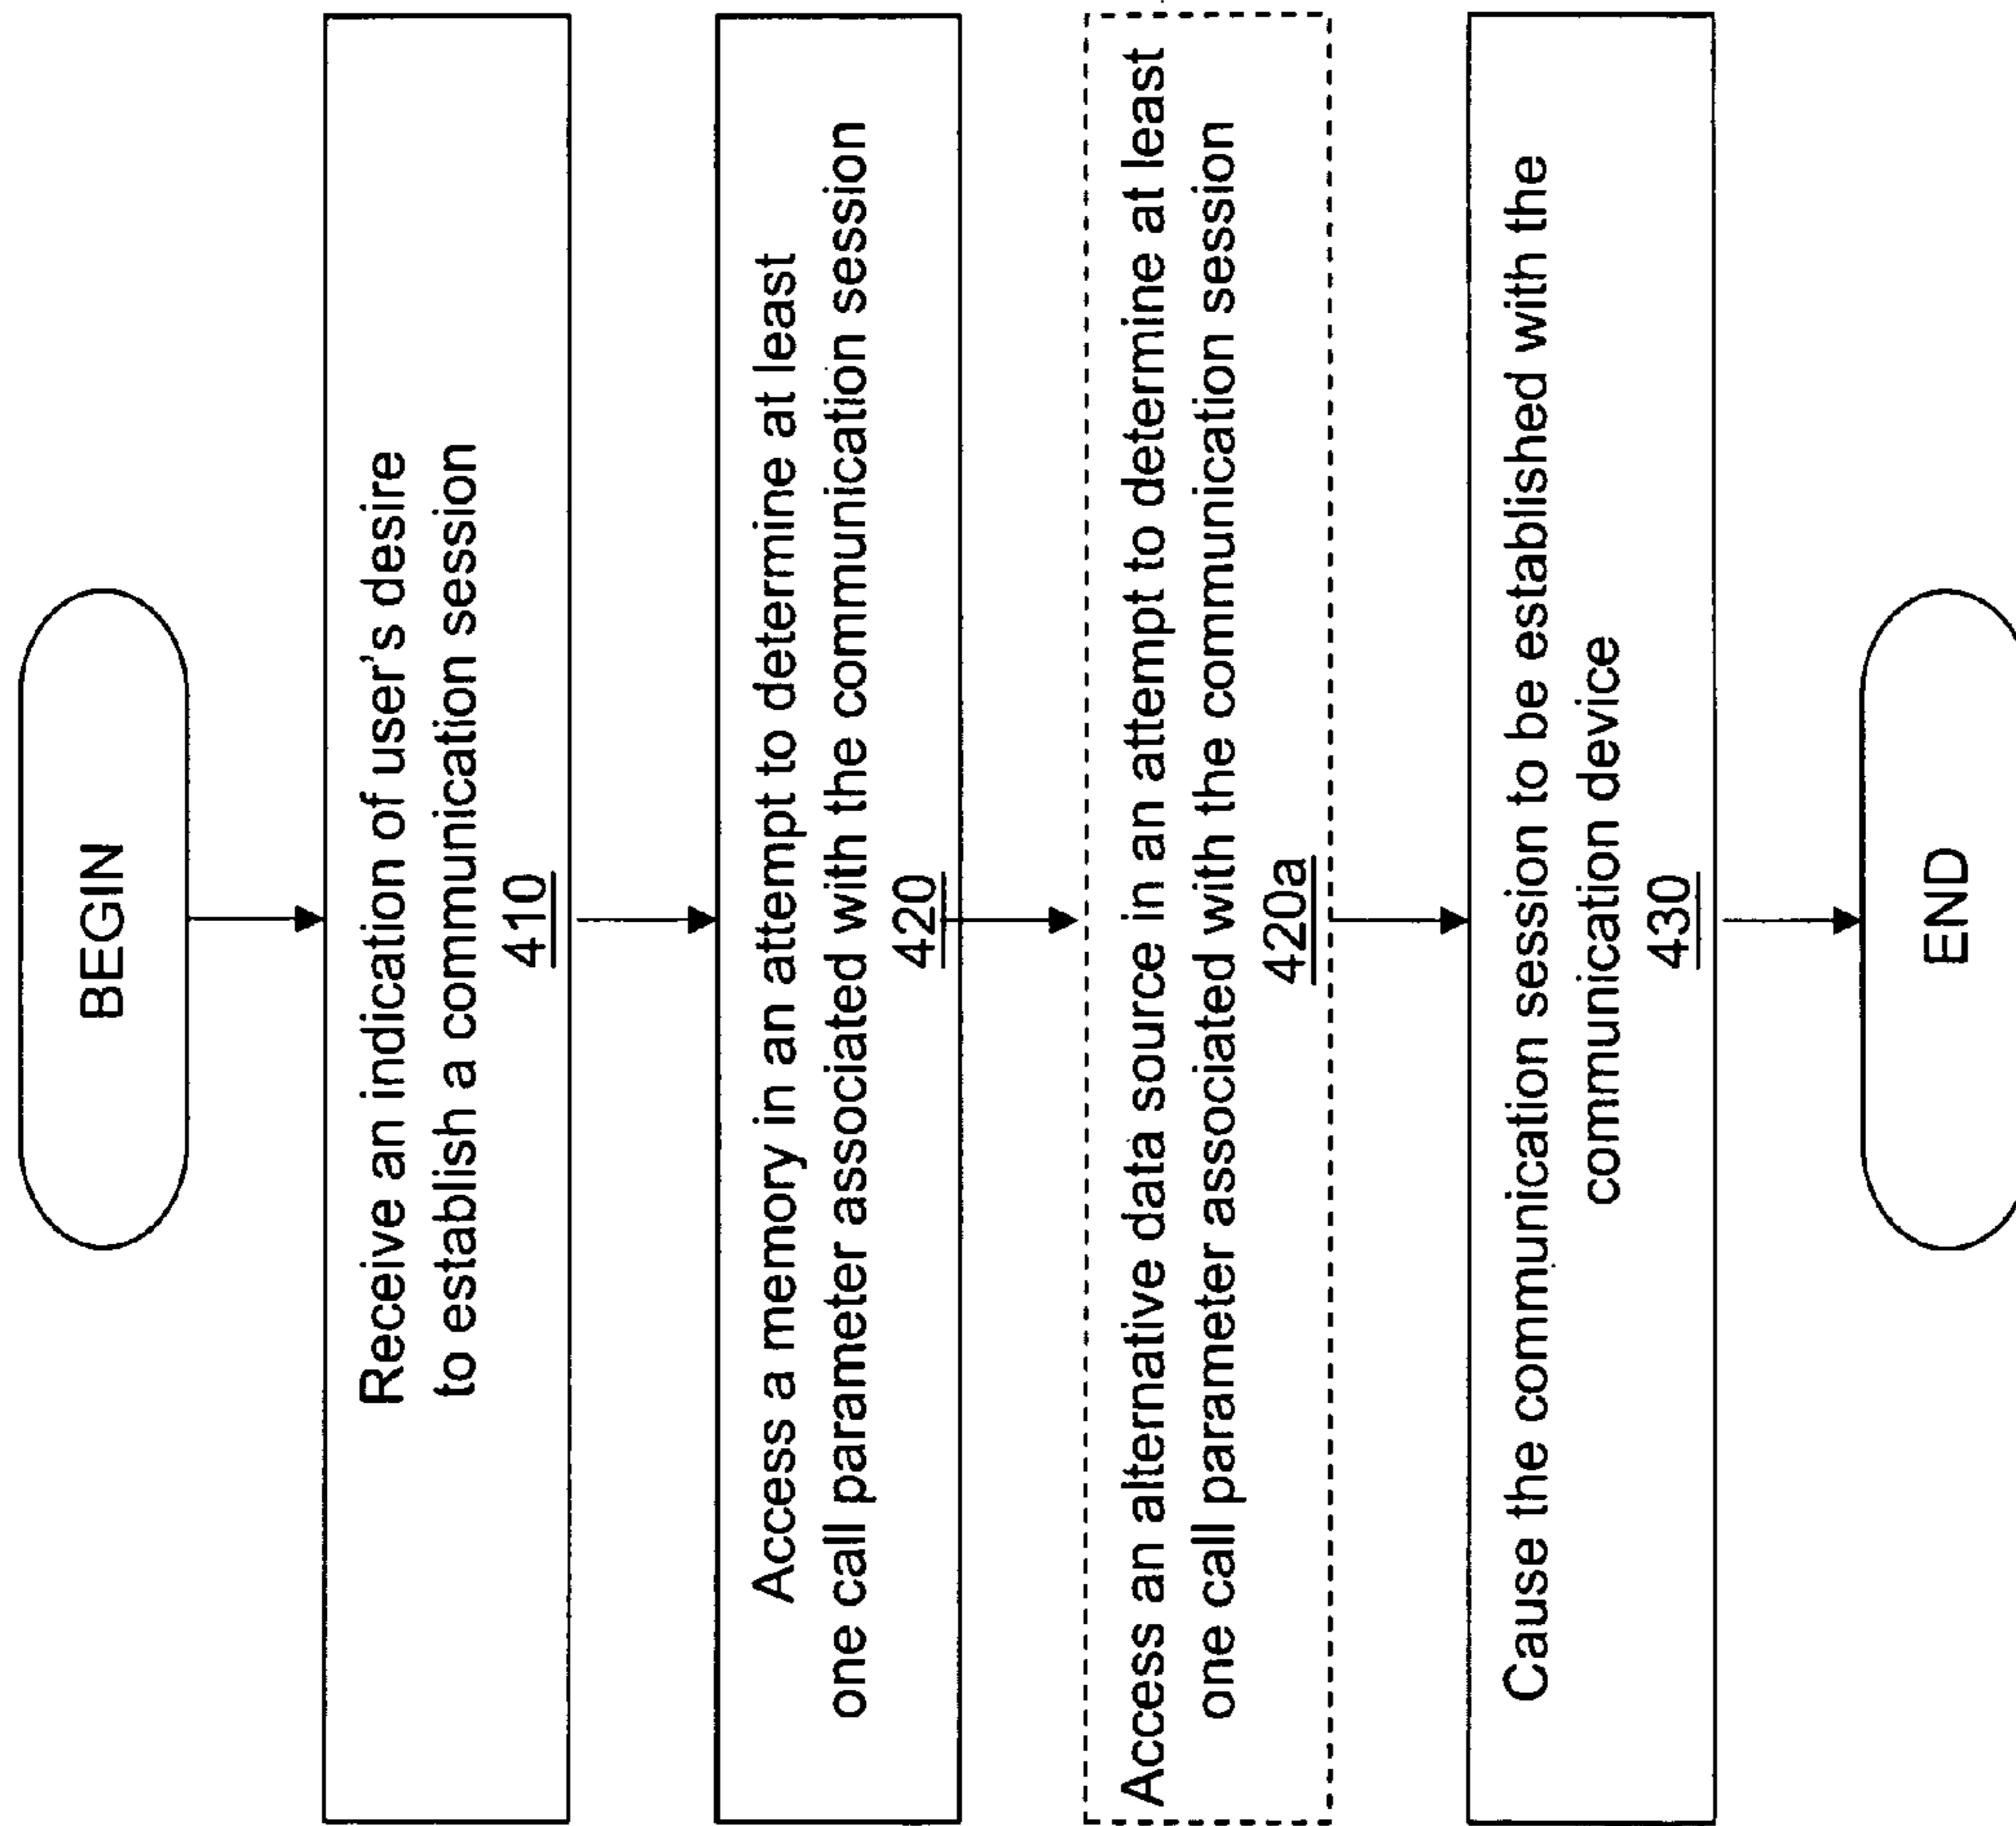 BEGIN
Receive an indication of user's desire
to establish a communication session
410
Access a memory in an attempt to determine at least
one call parameter associated with the communication session
420
Access an alternative data source in an attempt to determine at least
one call parameter associated with the communication session
420a
Cause the communication session to be established with the
communication device
430
END